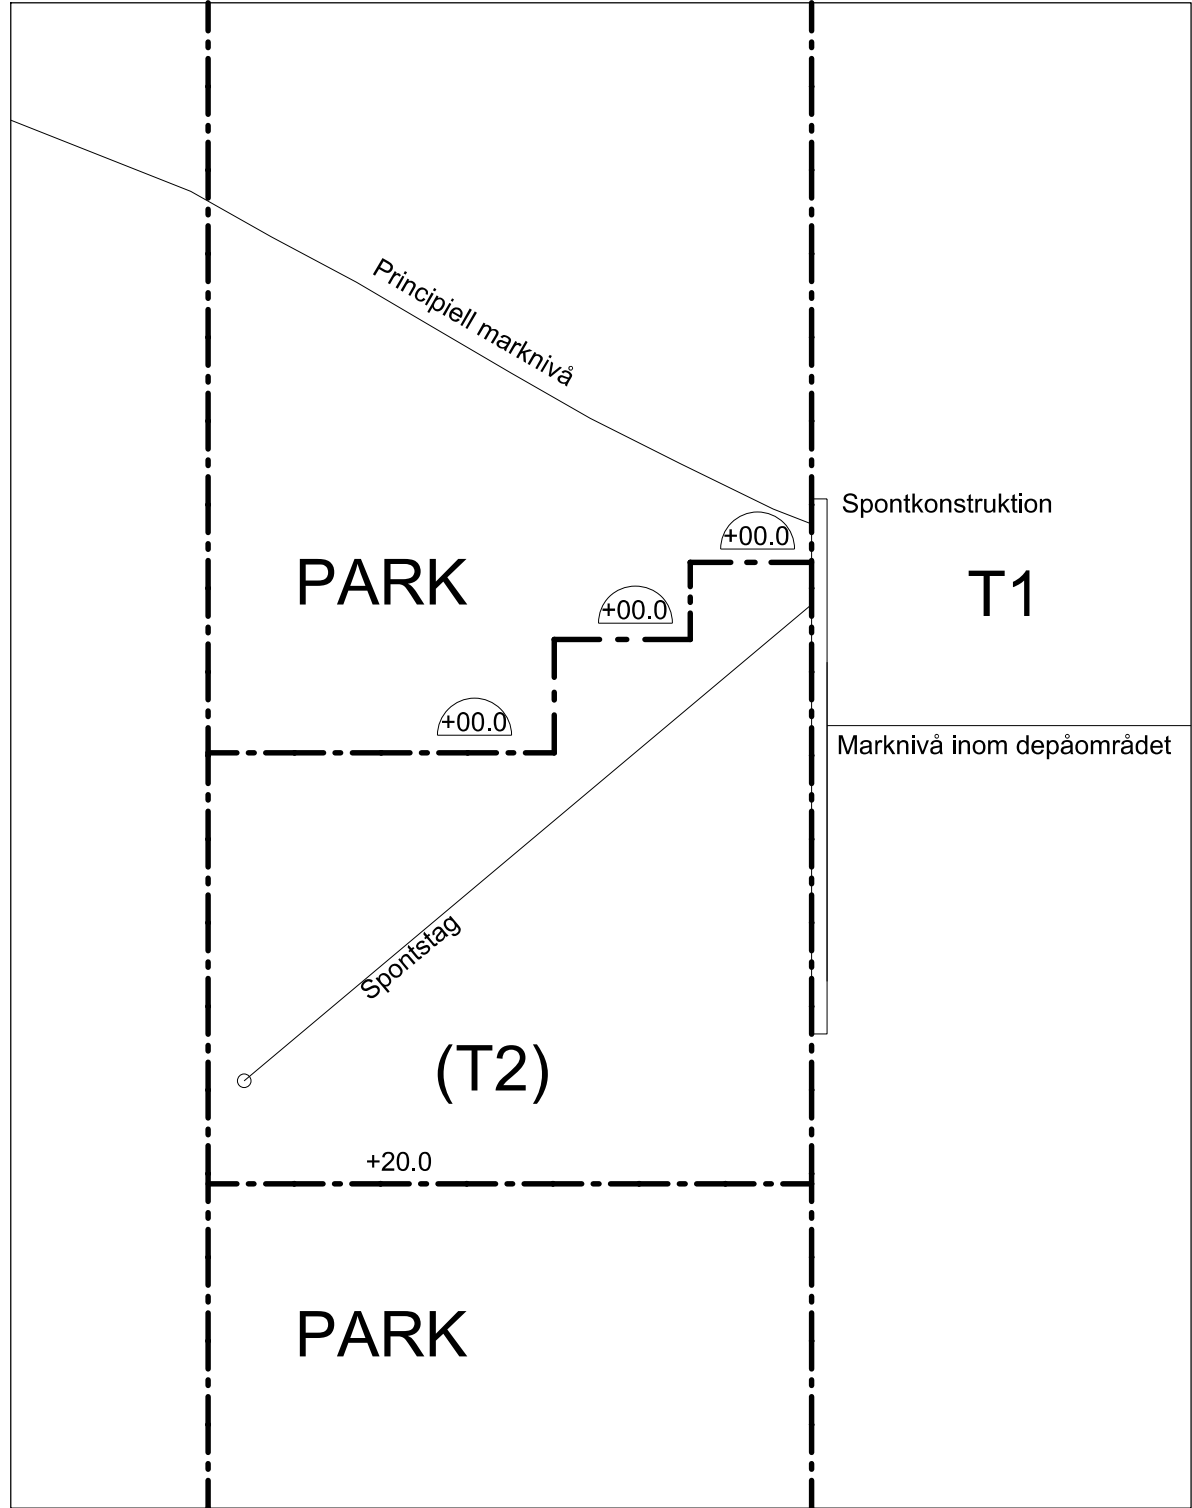 Principiell marknivå
Spontkonstruktion
+00.0
PARK
T1
+00.0
+00.0
Marknivå inom depåområdet
Spontstag
(T2)
+20.0
PARK